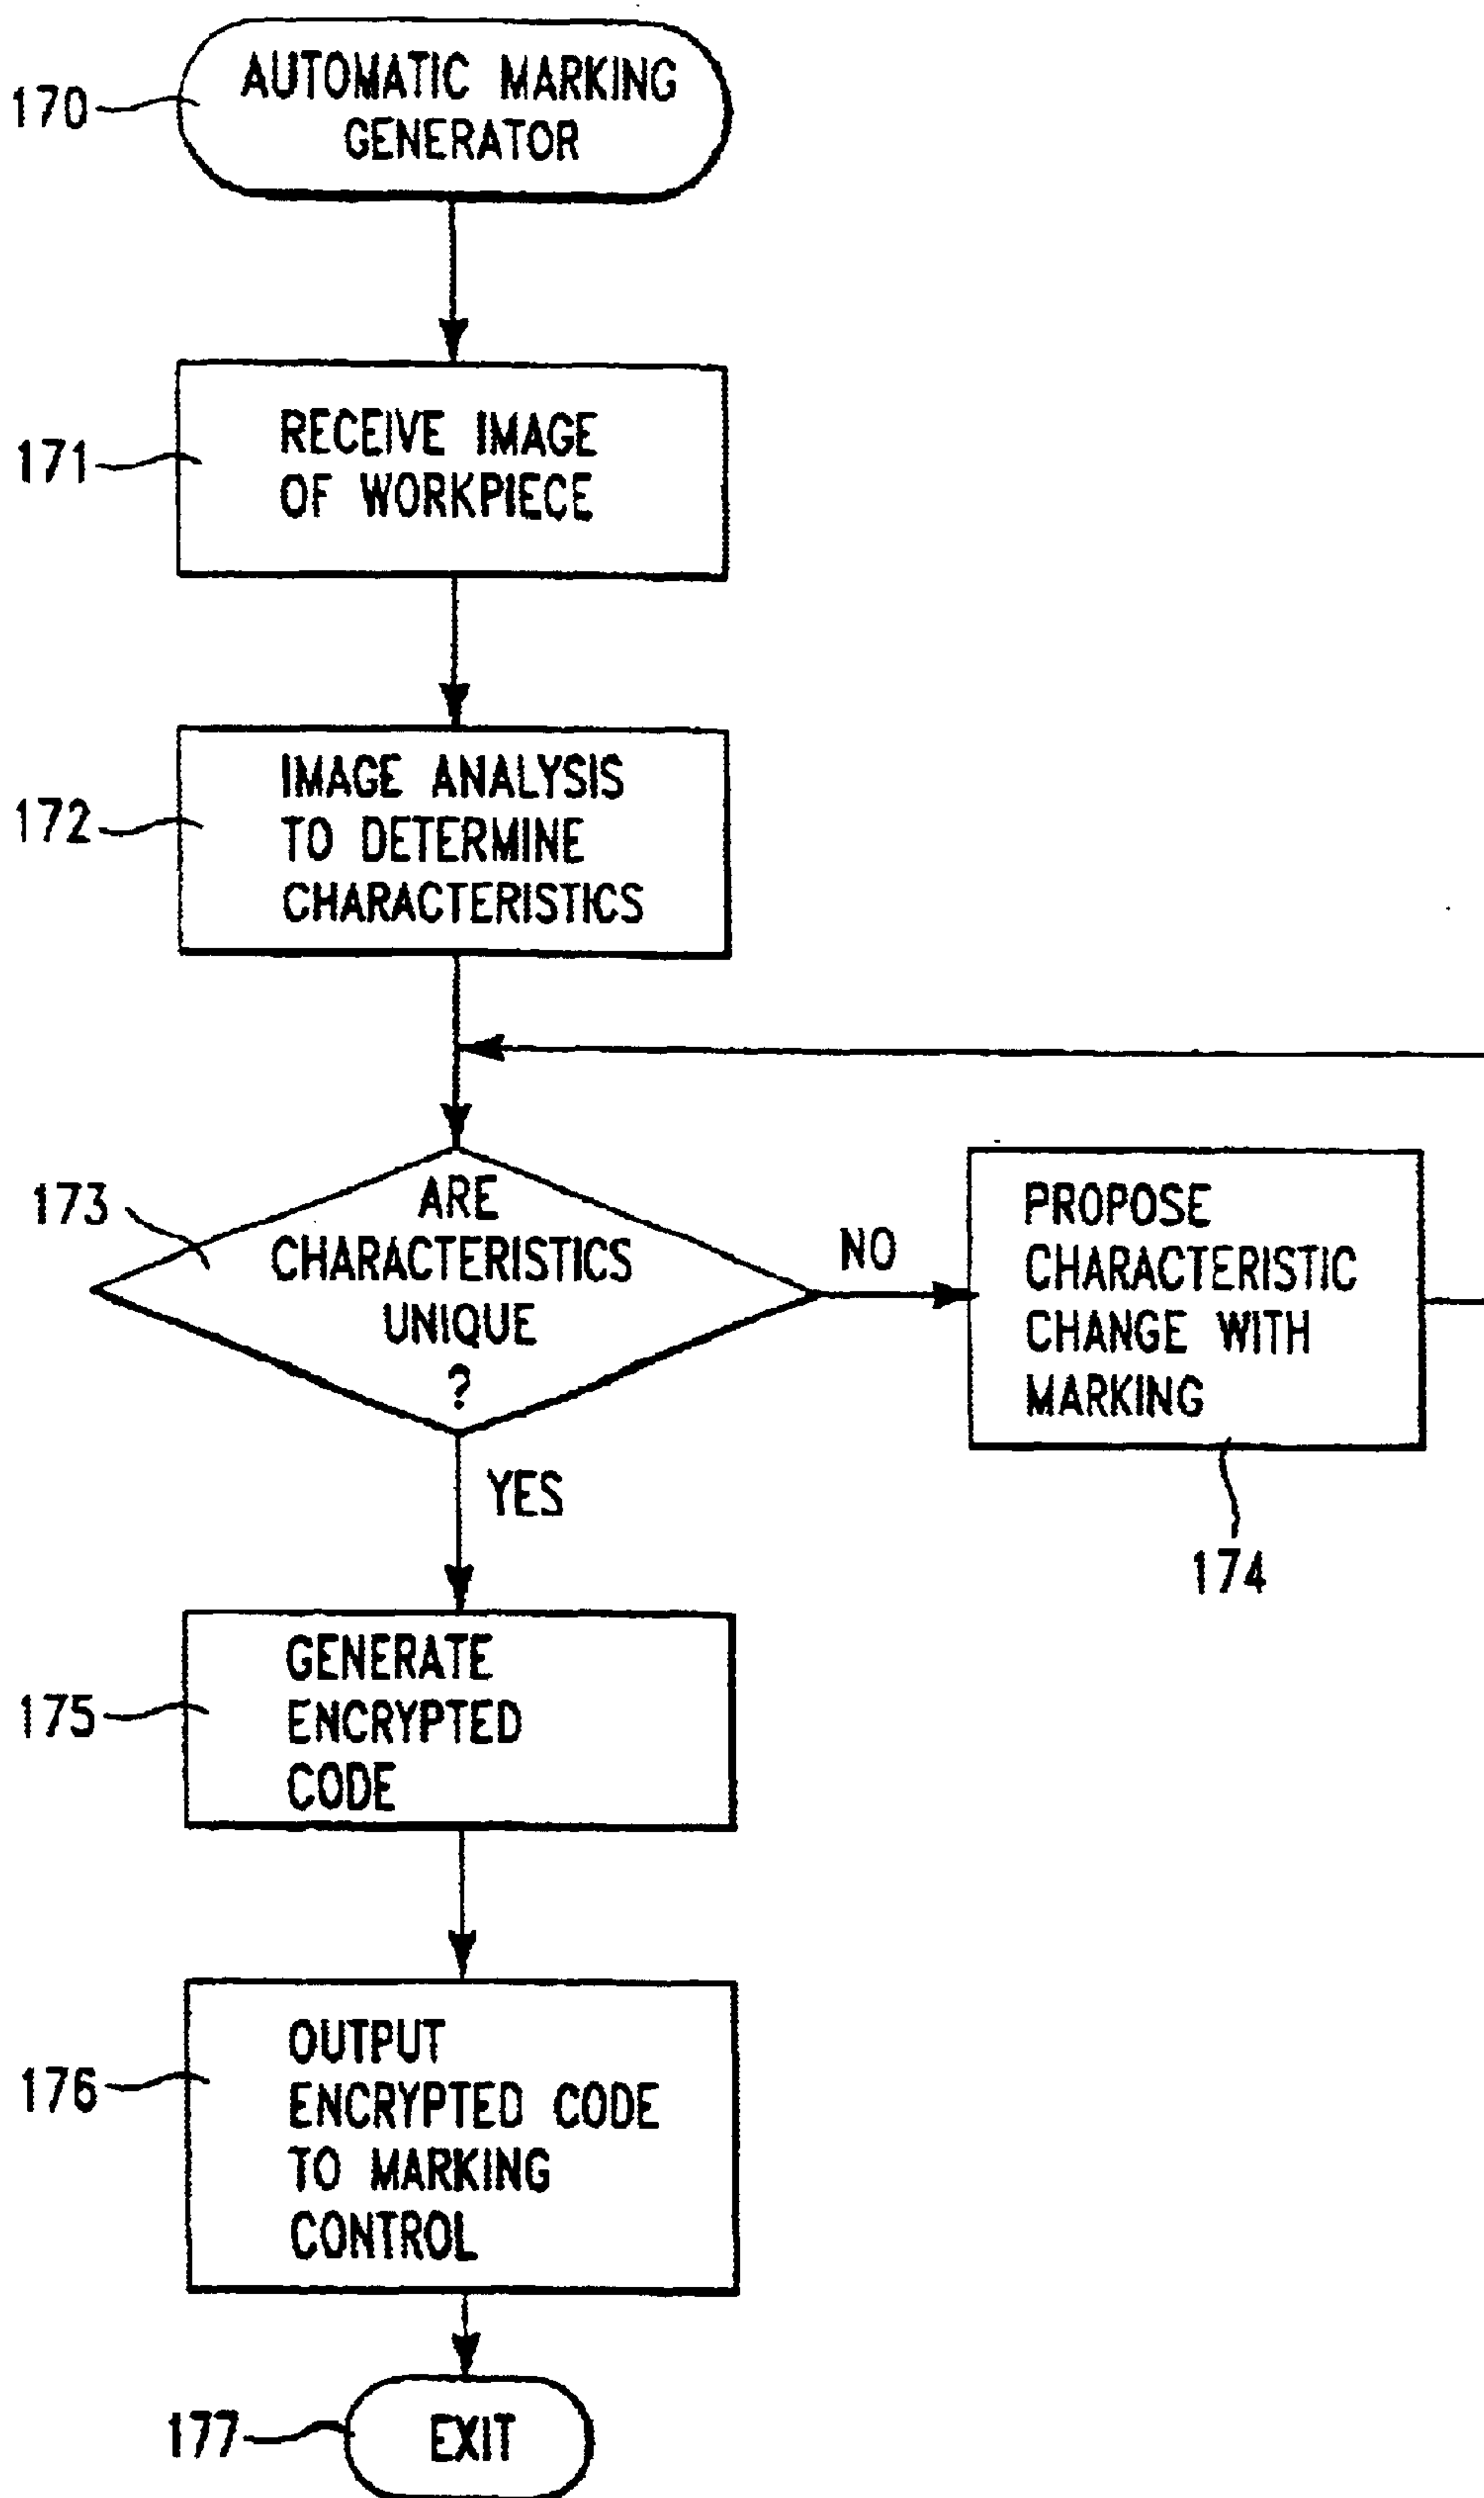 170
AUTOMATIC MARKING
GENERATOR
171
RECEIVE IMAGE
OF WORKPIECE
172
IMAGE ANALYSIS
TO DETERMINE
CHARACTERISTICS
173
ARE
CHARACTERISTICS
UNIQUE
?
NO
PROPOSE
CHARACTERISTIC
CHANGE WITH
MARKING
174
YES
175
GENERATE
ENCRYPTED
CODE
176
OUTPUT
ENCRYPTED CODE
TO MARKING
CONTROL
177
EXIT